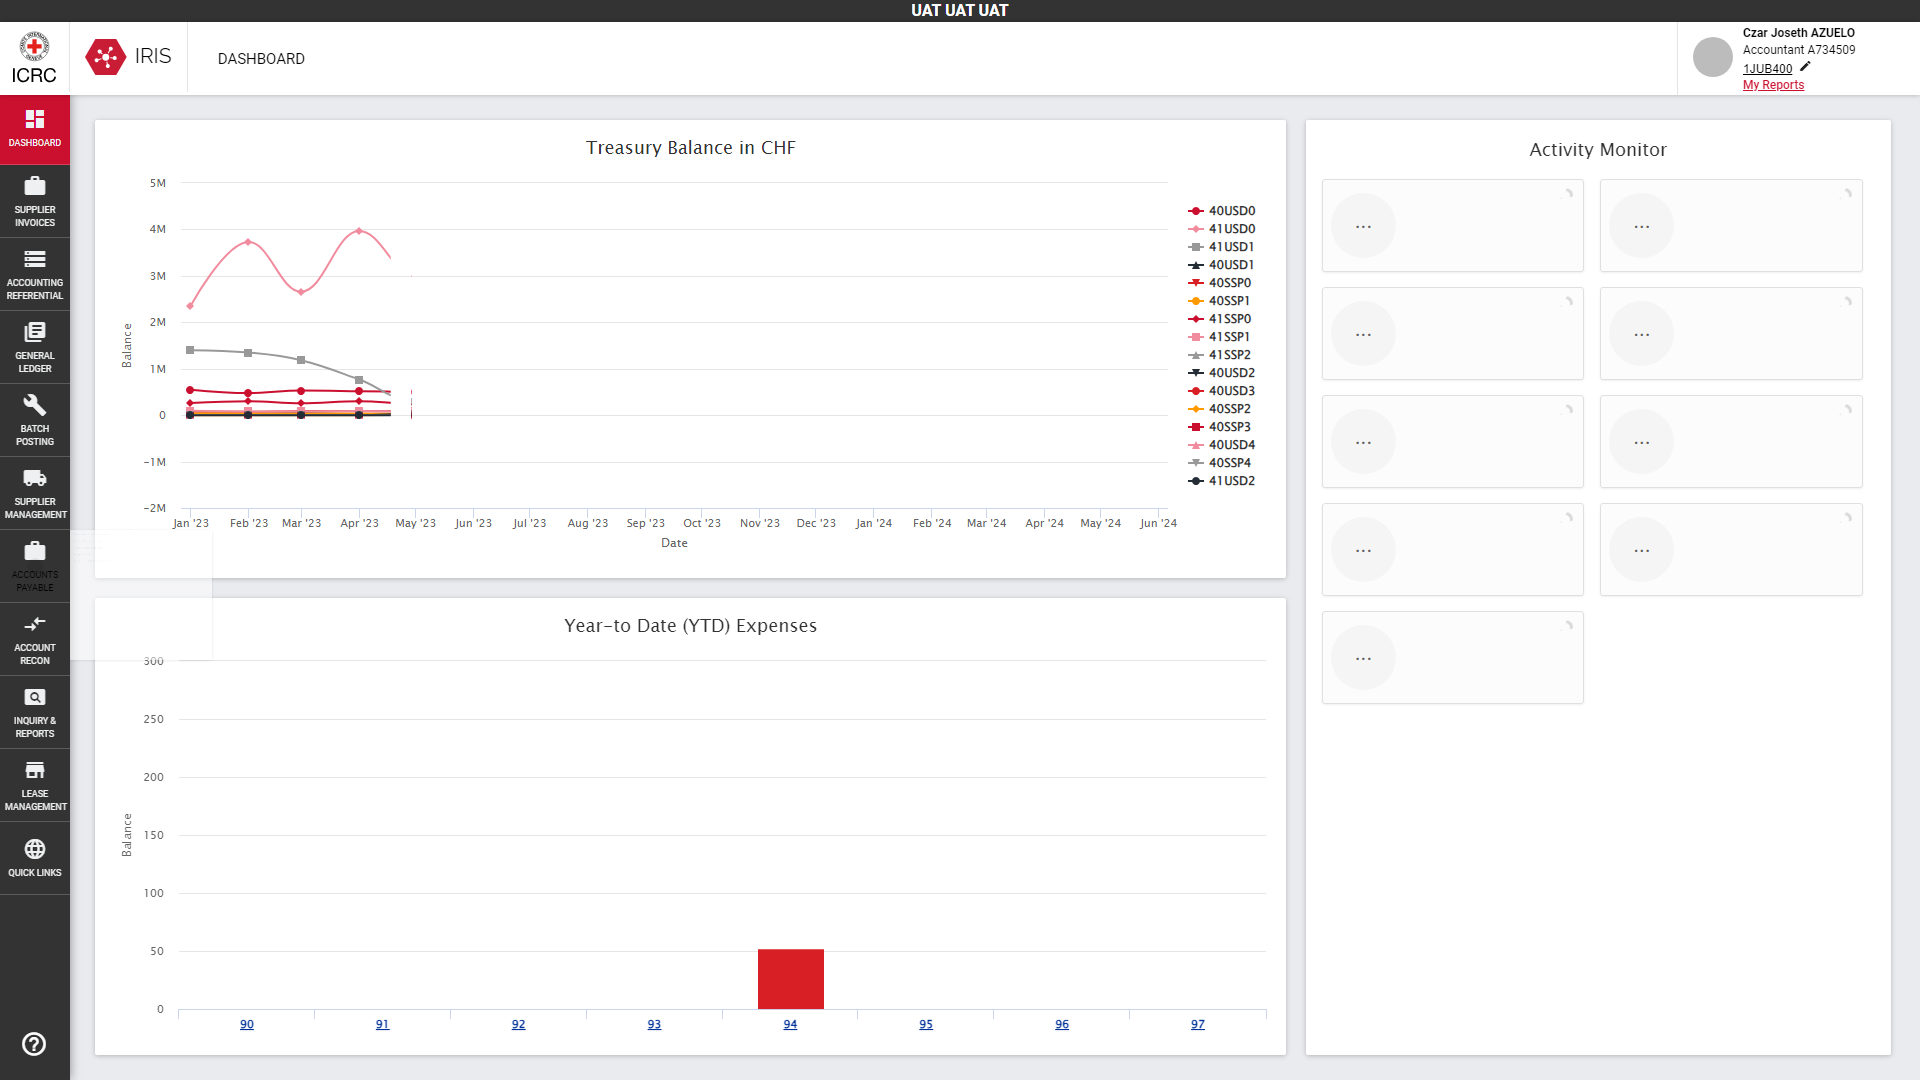 UAT UAT UAT
ICRC
IRIS
DASHBOARD
Czar Joseth AZUELO
Accountant A734509
1JUB400
My Reports
DASHBOARD
SUPPLIER
INVOICES
ACCOUNTING
REFERENTIAL
GENERAL
LEDGER
BATCH
POSTING
SUPPLIER
MANAGEMENT
ACCOUNTS
PAYABLE
ACCOUNT
RECON
INQUIRY &
REPORTS
LEASE
MANAGEMENT
QUICK LINKS
Treasury Balance in CHF
5M
4M
3M
2M
1M
0
-1M
-2M
Balance
Jan '23 Feb '23 Mar '23 Apr '23 May '23 Jun '23 Jul '23 Aug '23 Sep '23 Oct '23 Nov '23 Dec '23 Jan '24 Feb '24 Mar '24 Apr '24 May '24 Jun '24
Date
40USD0
41USD0
41USD1
40USD1
40SSP0
40SSP1
41SSP0
41SSP1
41SSP2
40USD2
40USD3
40SSP2
40SSP3
40USD4
40SSP4
41USD2
Year-to Date (YTD) Expenses
300
250
200
150
100
50
0
Balance
90 91 92 93 94 95 96 97
Activity Monitor
... ...
... ...
... ...
... ...
...